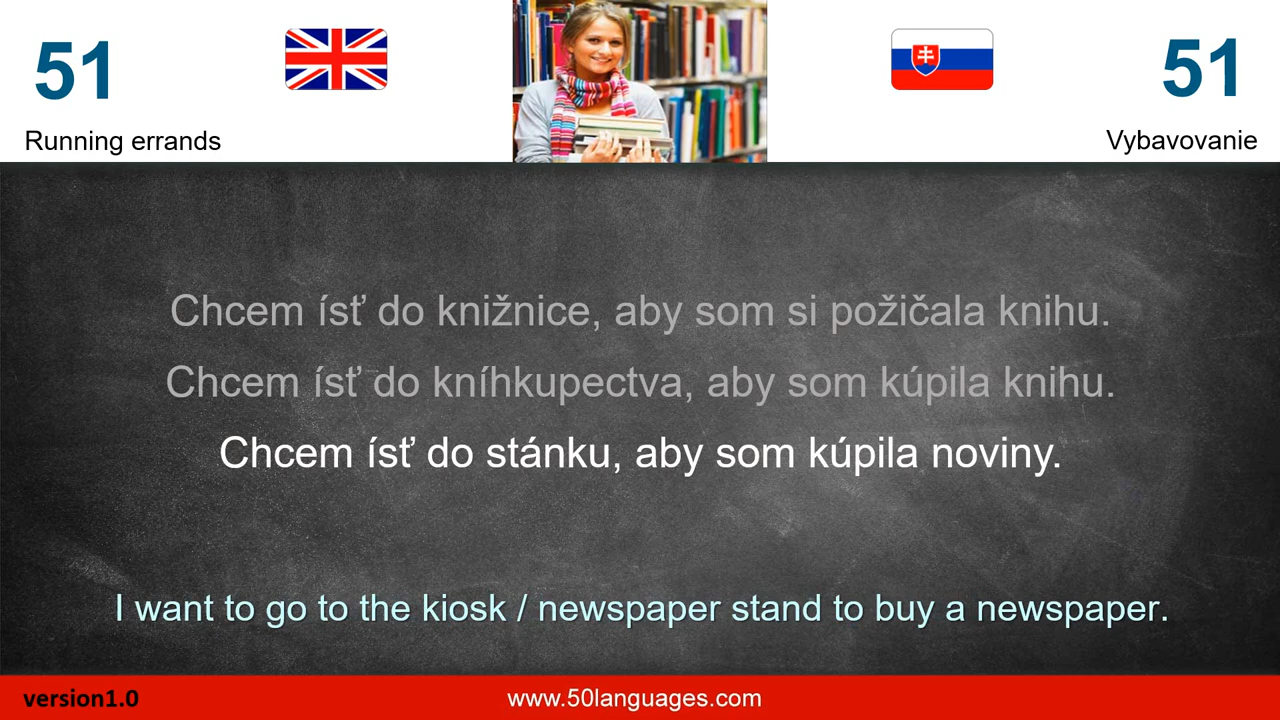 51
51
Running errands
Vybavovanie
Chcem ísť do knižnice, aby som si požičala knihu.
Chcem ísť do kníhkupectva, aby som kúpila knihu.
Chcem ísť do stánku, aby som kúpila noviny.
I want to go to the kiosk / newspaper stand to buy a newspaper.
version1.0
www.50languages.com